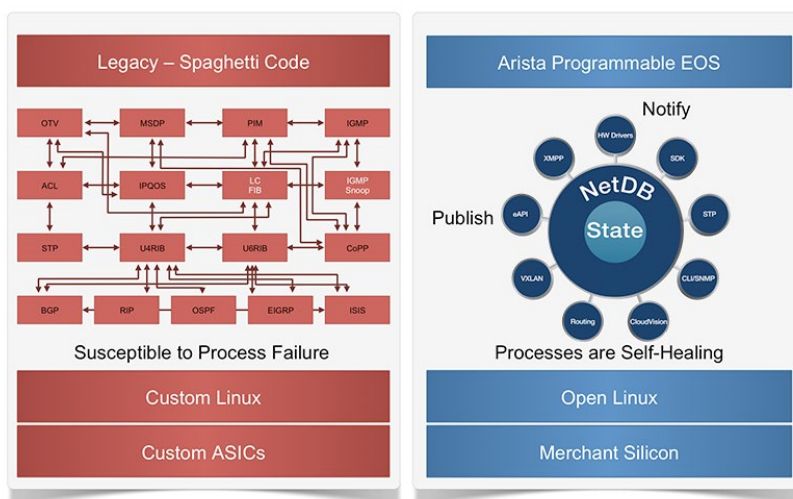 Legacy – Spaghetti Code
OTV
MSDP
PIM
IGMP
ACL
IPQOS
LC
FIB
IGMP
Snoop
STP
U4RIB
U6RIB
CoPP
BGP
RIP
OSPF
EIGRP
ISIS
Susceptible to Process Failure
Custom Linux
Custom ASICs
Arista Programmable EOS
Notify
HW Drivers
XMPP
SDK
NetDB
Publish
eAPI
State
STP
VXLAN
CLI/SNMP
Routing
CloudVision
Processes are Self-Healing
Open Linux
Merchant Silicon